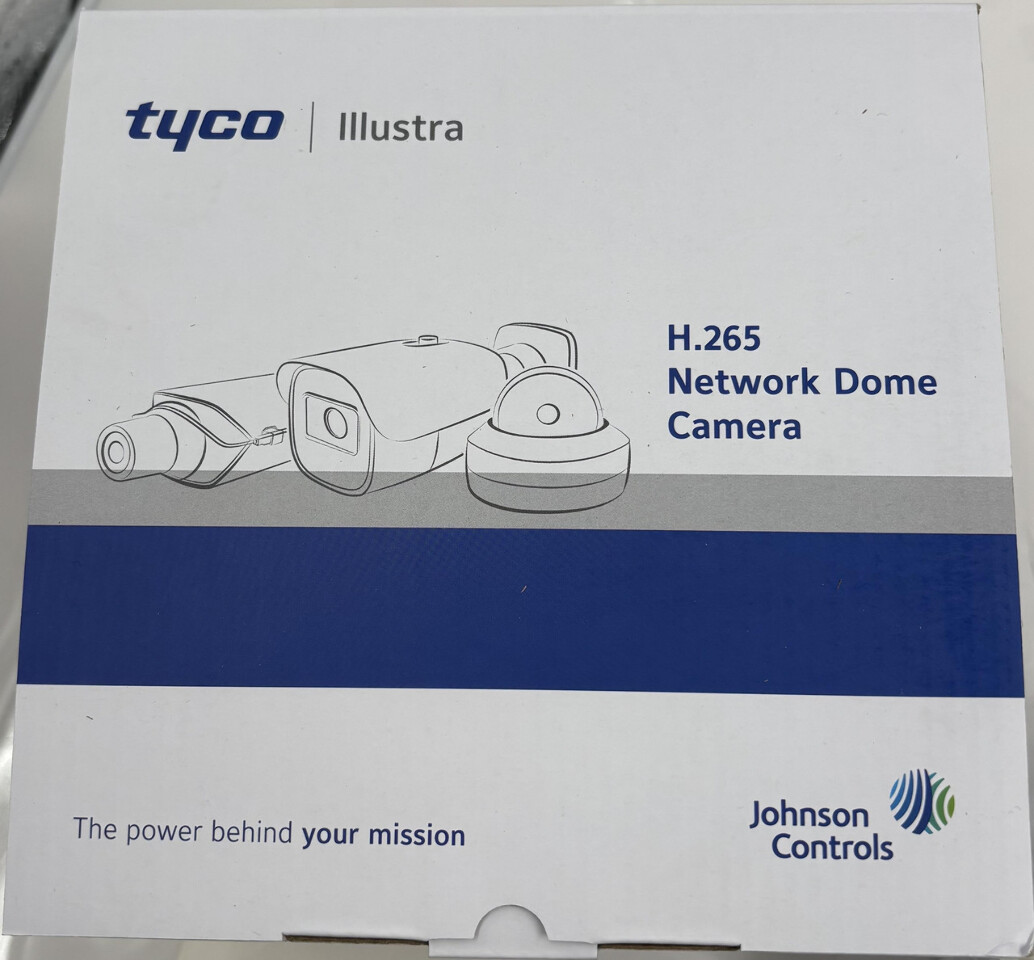 tyco | Illustra
H.265
Network Dome
Camera
The power behind your mission
Johnson
Controls